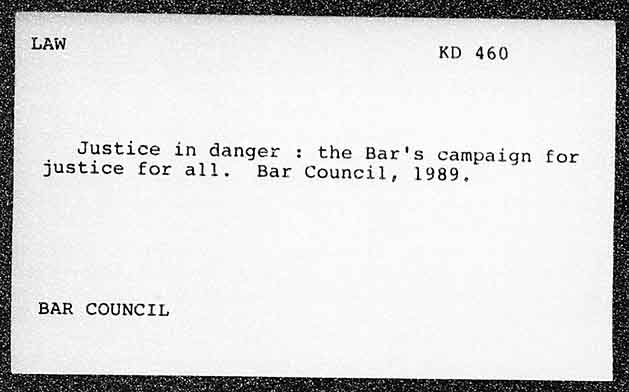 LAW
KD 460
Justice in danger : the Bar's campaign for
justice for all. Bar Council, 1989.
BAR COUNCIL